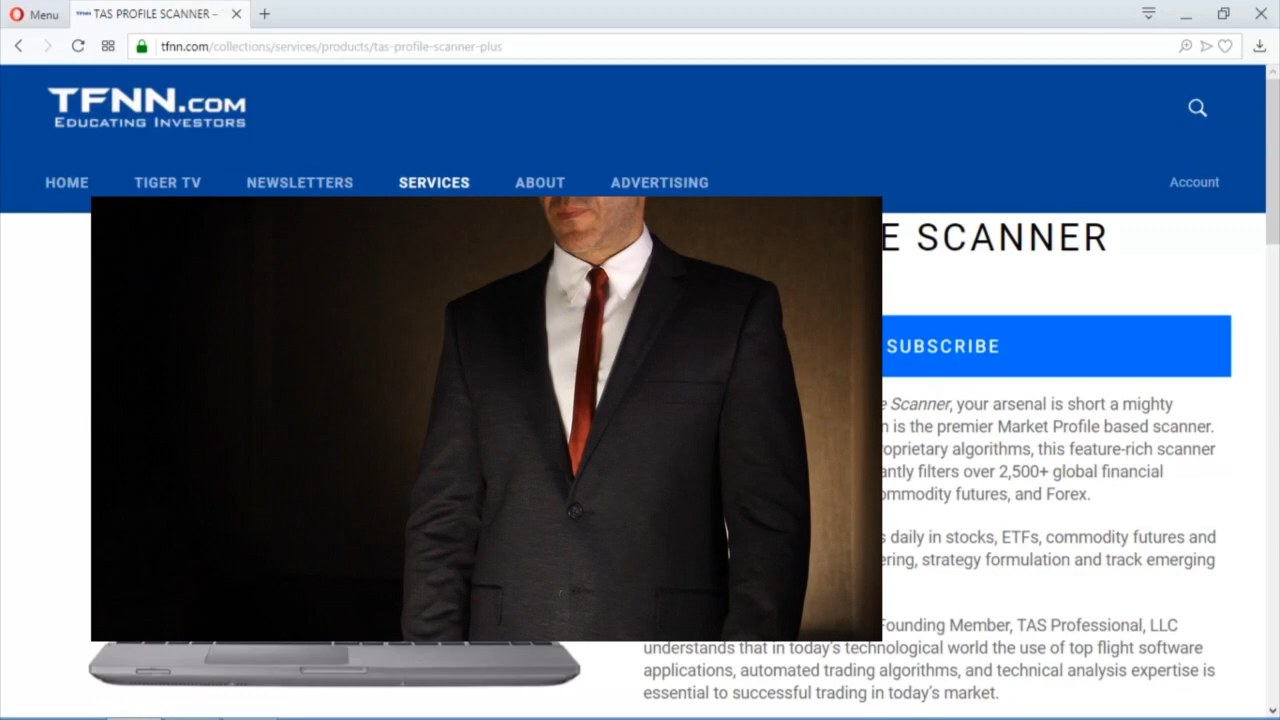 Menu
TAS PROFILE SCANNER –
tfnn.com/collections/services/products/tas-profile-scanner-plus
TFNN.COM
EDUCATING INVESTORS
HOME TIGER TV NEWSLETTERS SERVICES ABOUT ADVERTISING Account
E SCANNER
SUBSCRIBE
e Scanner, your arsenal is short a mighty
n is the premier Market Profile based scanner.
oprietary algorithms, this feature-rich scanner
antly filters over 2,500+ global financial
ommodity futures, and Forex.
s daily in stocks, ETFs, commodity futures and
ering, strategy formulation and track emerging
Founding Member, TAS Professional, LLC
understands that in today's technological world the use of top flight software
applications, automated trading algorithms, and technical analysis expertise is
essential to successful trading in today's market.